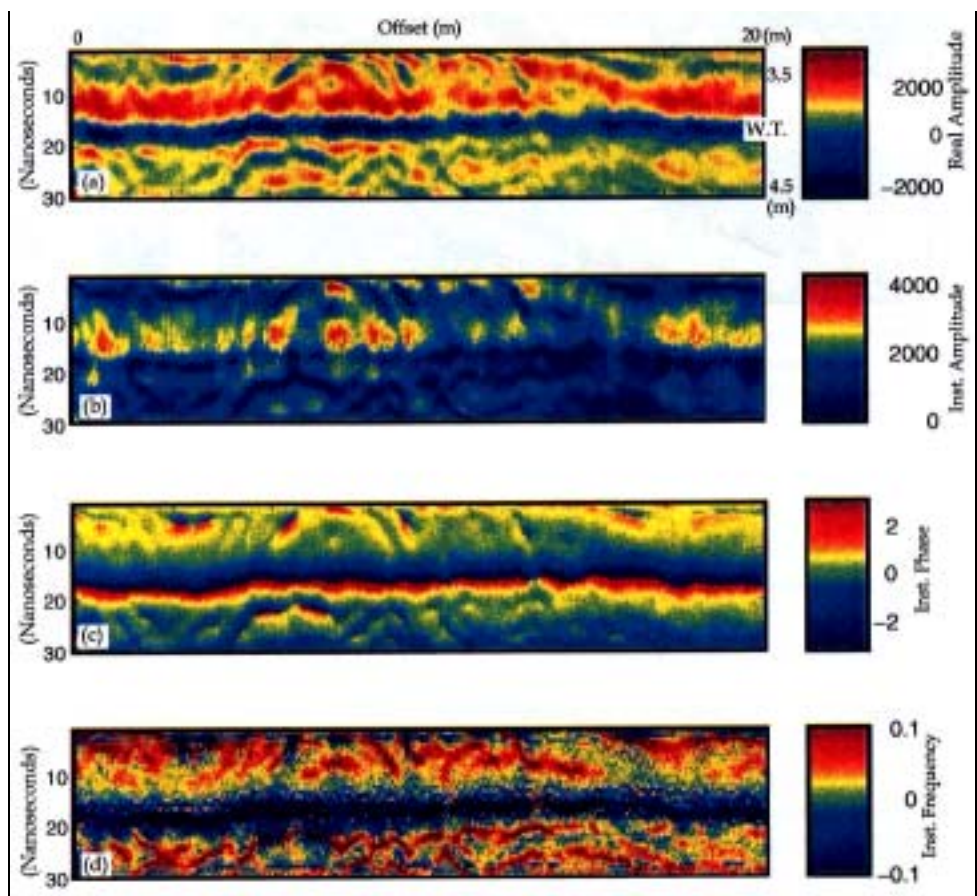 Offset (m)
0
20 (m)
(Nanoseconds)
10
20
30
(a)
3.5
W.T.
4.5
(m)
2000
0
−2000
Real Amplitude
(Nanoseconds)
10
20
30
(b)
4000
2000
0
Inst. Amplitude
(Nanoseconds)
10
20
30
(c)
2
0
−2
Inst. Phase
(Nanoseconds)
10
20
30
(d)
0.1
0
−0.1
Inst. Frequency